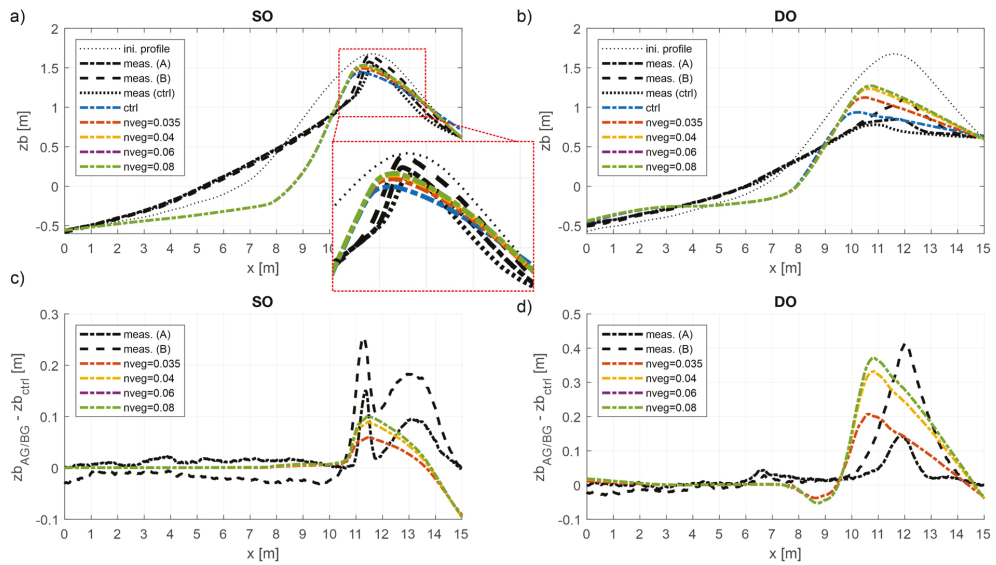 a)
SO
zb [m]
2
1.5
1
0.5
0
-0.5
ini. profile
meas. (A)
meas. (B)
meas (ctrl)
ctrl
nveg=0.035
nveg=0.04
nveg=0.06
nveg=0.08
0 1 2 3 4 5 6 7 8 9 10 11 12 13 14 15
x [m]
b)
DO
zb [m]
2
1.5
1
0.5
0
-0.5
ini. profile
meas. (A)
meas. (B)
meas (ctrl)
ctrl
nveg=0.035
nveg=0.04
nveg=0.06
nveg=0.08
0 1 2 3 4 5 6 7 8 9 10 11 12 13 14 15
x [m]
c)
SO
zbAG/BG - zbctrl [m]
0.3
0.2
0.1
0
-0.1
meas. (A)
meas. (B)
nveg=0.035
nveg=0.04
nveg=0.06
nveg=0.08
0 1 2 3 4 5 6 7 8 9 10 11 12 13 14 15
x [m]
d)
DO
zbAG/BG - zbctrl [m]
0.5
0.4
0.3
0.2
0.1
0
-0.1
meas. (A)
meas. (B)
nveg=0.035
nveg=0.04
nveg=0.06
nveg=0.08
0 1 2 3 4 5 6 7 8 9 10 11 12 13 14 15
x [m]